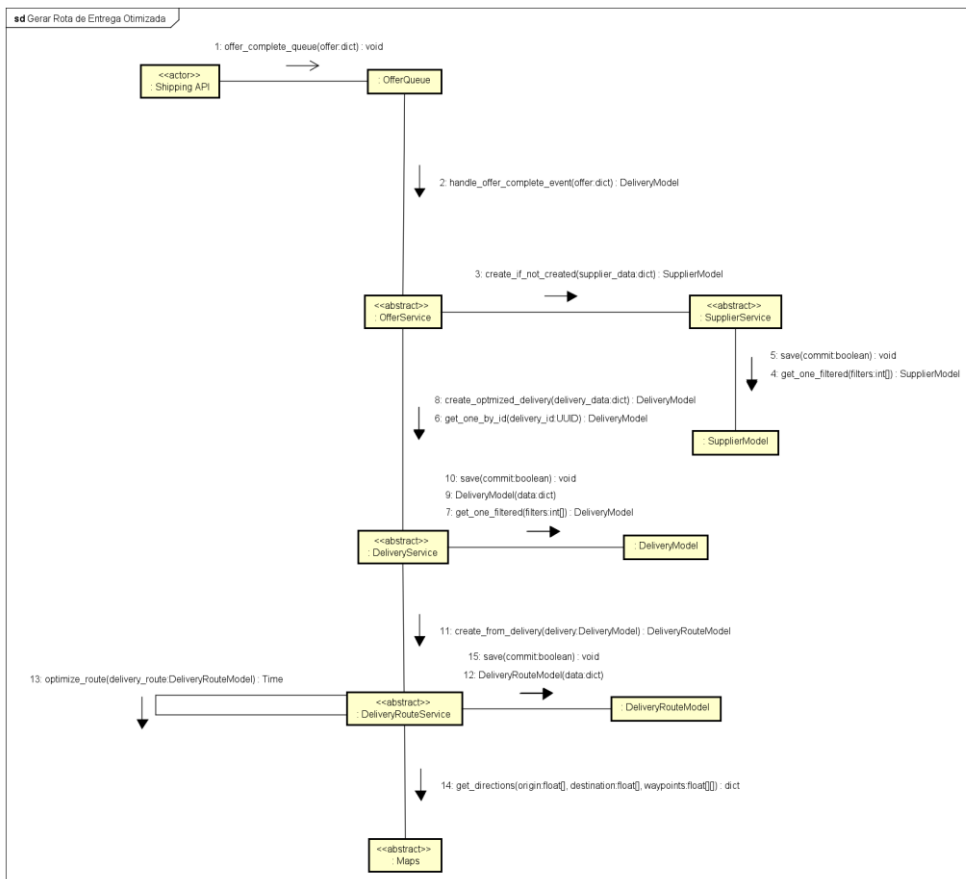 sd Gerar Rota de Entrega Otimizada
1: offer_complete_queue(offer:dict) : void
<<actor>>
: Shipping API
: OfferQueue
2: handle_offer_complete_event(offer:dict) : DeliveryModel
3: create_if_not_created(supplier_data:dict) : SupplierModel
<<abstract>>
: OfferService
<<abstract>>
: SupplierService
5: save(commit:boolean) : void
4: get_one_filtered(filters:int[]) : SupplierModel
8: create_optmized_delivery(delivery_data:dict) : DeliveryModel
6: get_one_by_id(delivery_id:UUID) : DeliveryModel
: SupplierModel
10: save(commit:boolean) : void
9: DeliveryModel(data:dict)
7: get_one_filtered(filters:int[]) : DeliveryModel
<<abstract>>
: DeliveryService
: DeliveryModel
11: create_from_delivery(delivery:DeliveryModel) : DeliveryRouteModel
15: save(commit:boolean) : void
12: DeliveryRouteModel(data:dict)
13: optimize_route(delivery_route:DeliveryRouteModel) : Time
<<abstract>>
: DeliveryRouteService
: DeliveryRouteModel
14: get_directions(origin:float[], destination:float[], waypoints:float[][]) : dict
<<abstract>>
: Maps